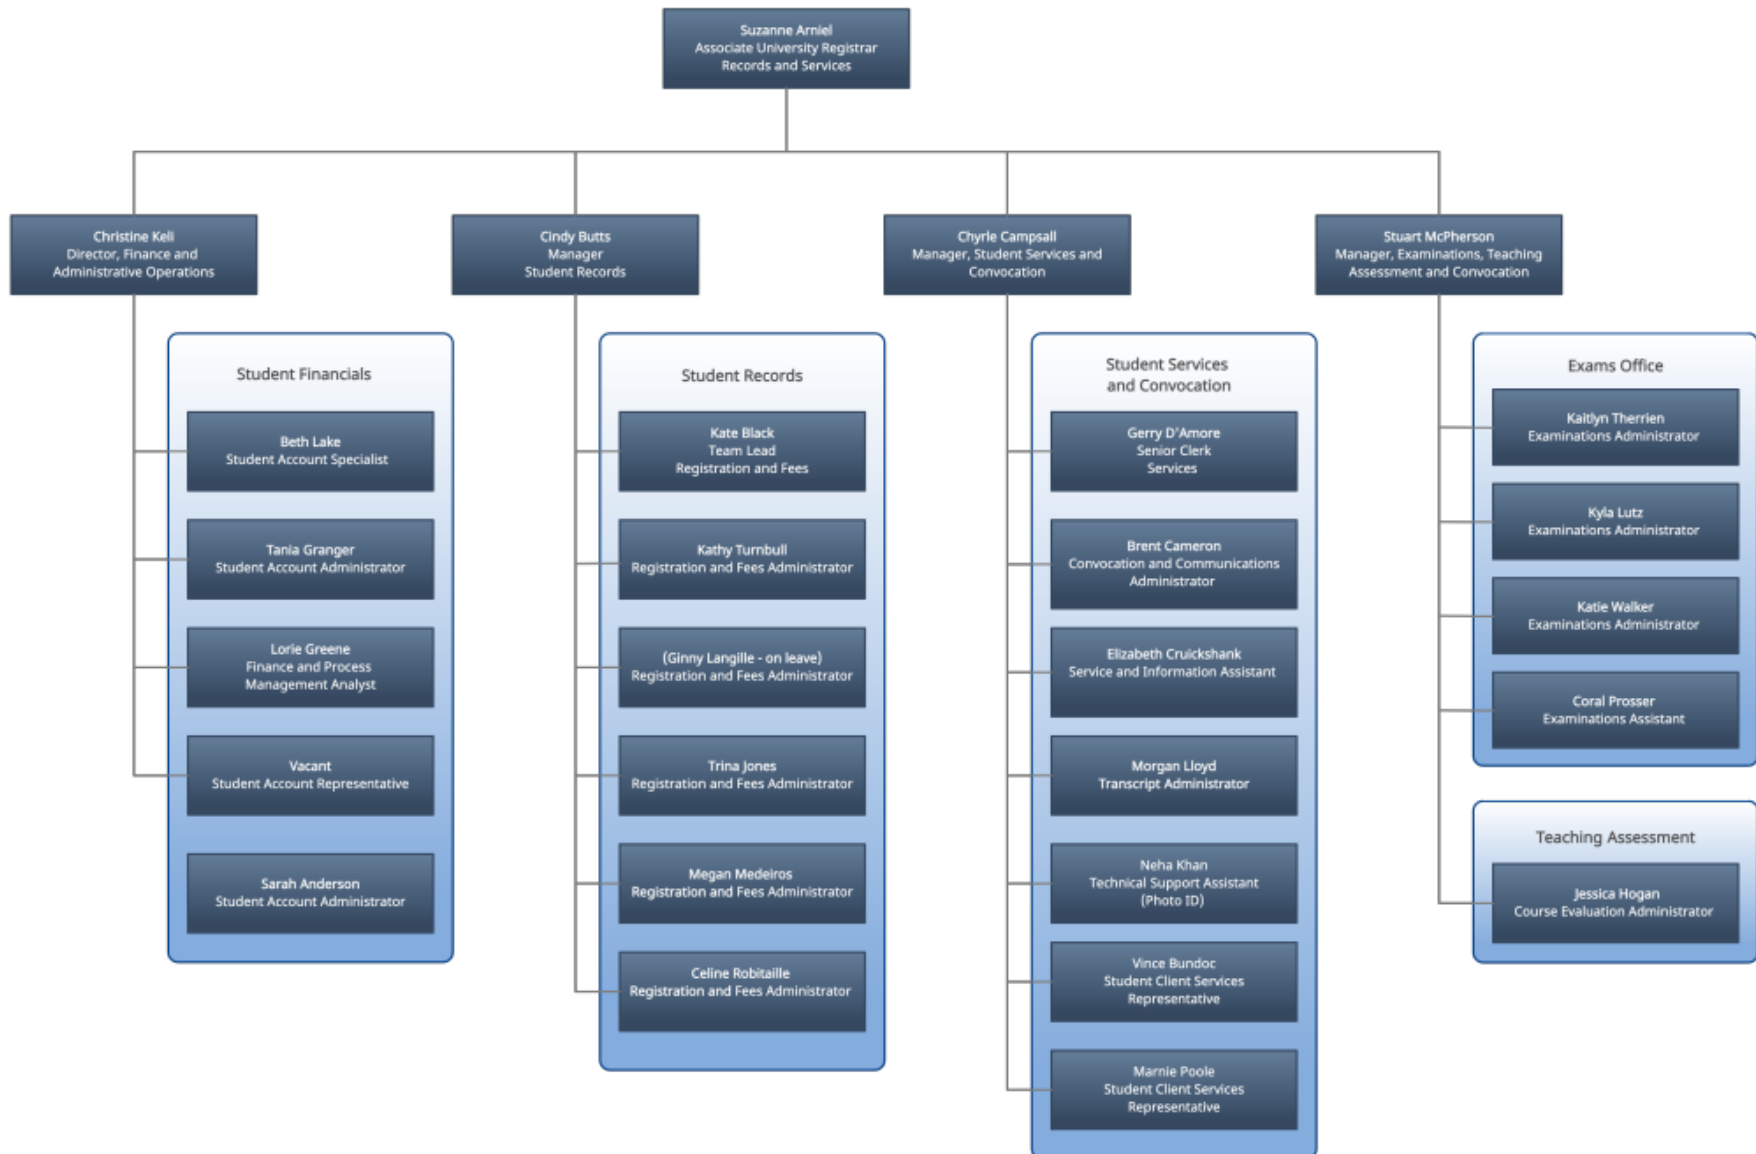 Suzanne Arniel
Associate University Registrar
Records and Services
Christine Keli
Director, Finance and
Administrative Operations
Cindy Butts
Manager
Student Records
Chyrle Campsall
Manager, Student Services and
Convocation
Stuart McPherson
Manager, Examinations, Teaching
Assessment and Convocation
Student Financials
Beth Lake
Student Account Specialist
Tania Granger
Student Account Administrator
Lorie Greene
Finance and Process
Management Analyst
Vacant
Student Account Representative
Sarah Anderson
Student Account Administrator
Student Records
Kate Black
Team Lead
Registration and Fees
Kathy Turnbull
Registration and Fees Administrator
(Ginny Langille - on leave)
Registration and Fees Administrator
Trina Jones
Registration and Fees Administrator
Megan Medeiros
Registration and Fees Administrator
Celine Robitaille
Registration and Fees Administrator
Student Services
and Convocation
Gerry D'Amore
Senior Clerk
Services
Brent Cameron
Convocation and Communications
Administrator
Elizabeth Cruickshank
Service and Information Assistant
Morgan Lloyd
Transcript Administrator
Neha Khan
Technical Support Assistant
(Photo ID)
Vince Bundoc
Student Client Services
Representative
Marnie Poole
Student Client Services
Representative
Exams Office
Kaitlyn Therrien
Examinations Administrator
Kyla Lutz
Examinations Administrator
Katie Walker
Examinations Administrator
Coral Prosser
Examinations Assistant
Teaching Assessment
Jessica Hogan
Course Evaluation Administrator